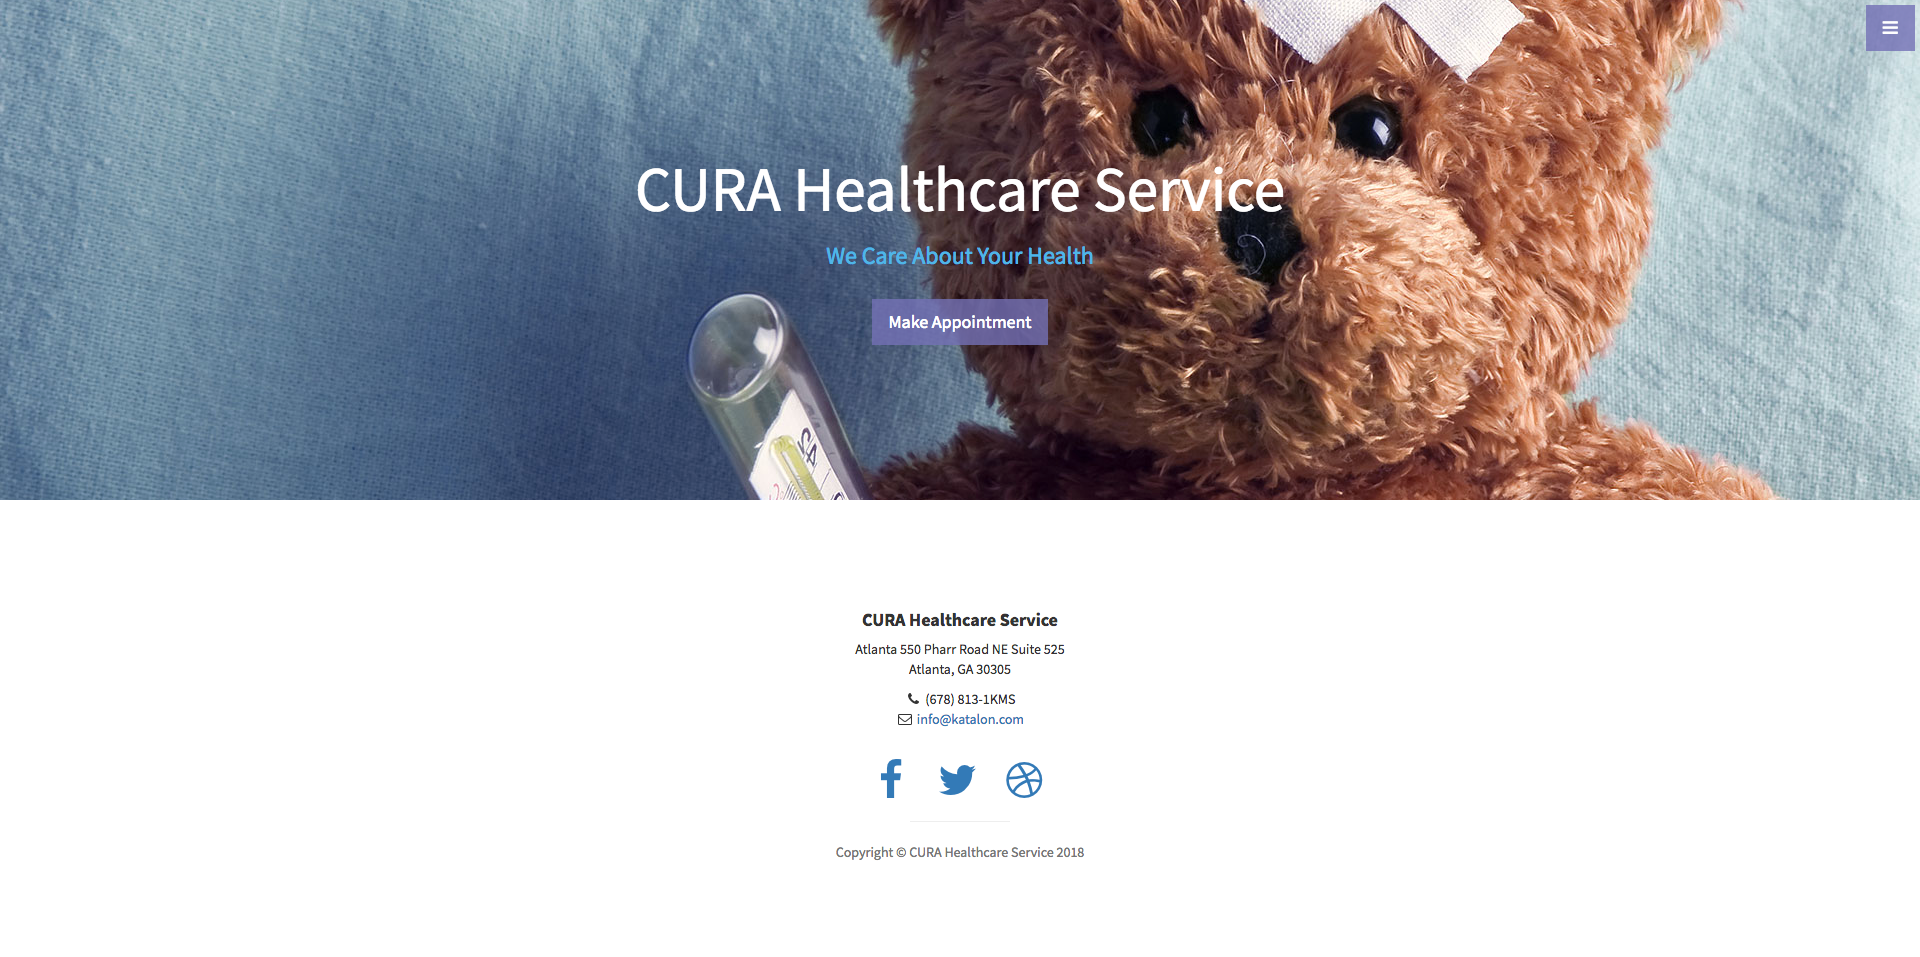 CURA Healthcare Service
We Care About Your Health
Make Appointment
CURA Healthcare Service
Atlanta 550 Pharr Road NE Suite 525
Atlanta, GA 30305
(678) 813-1KMS
info@katalon.com
Copyright © CURA Healthcare Service 2018